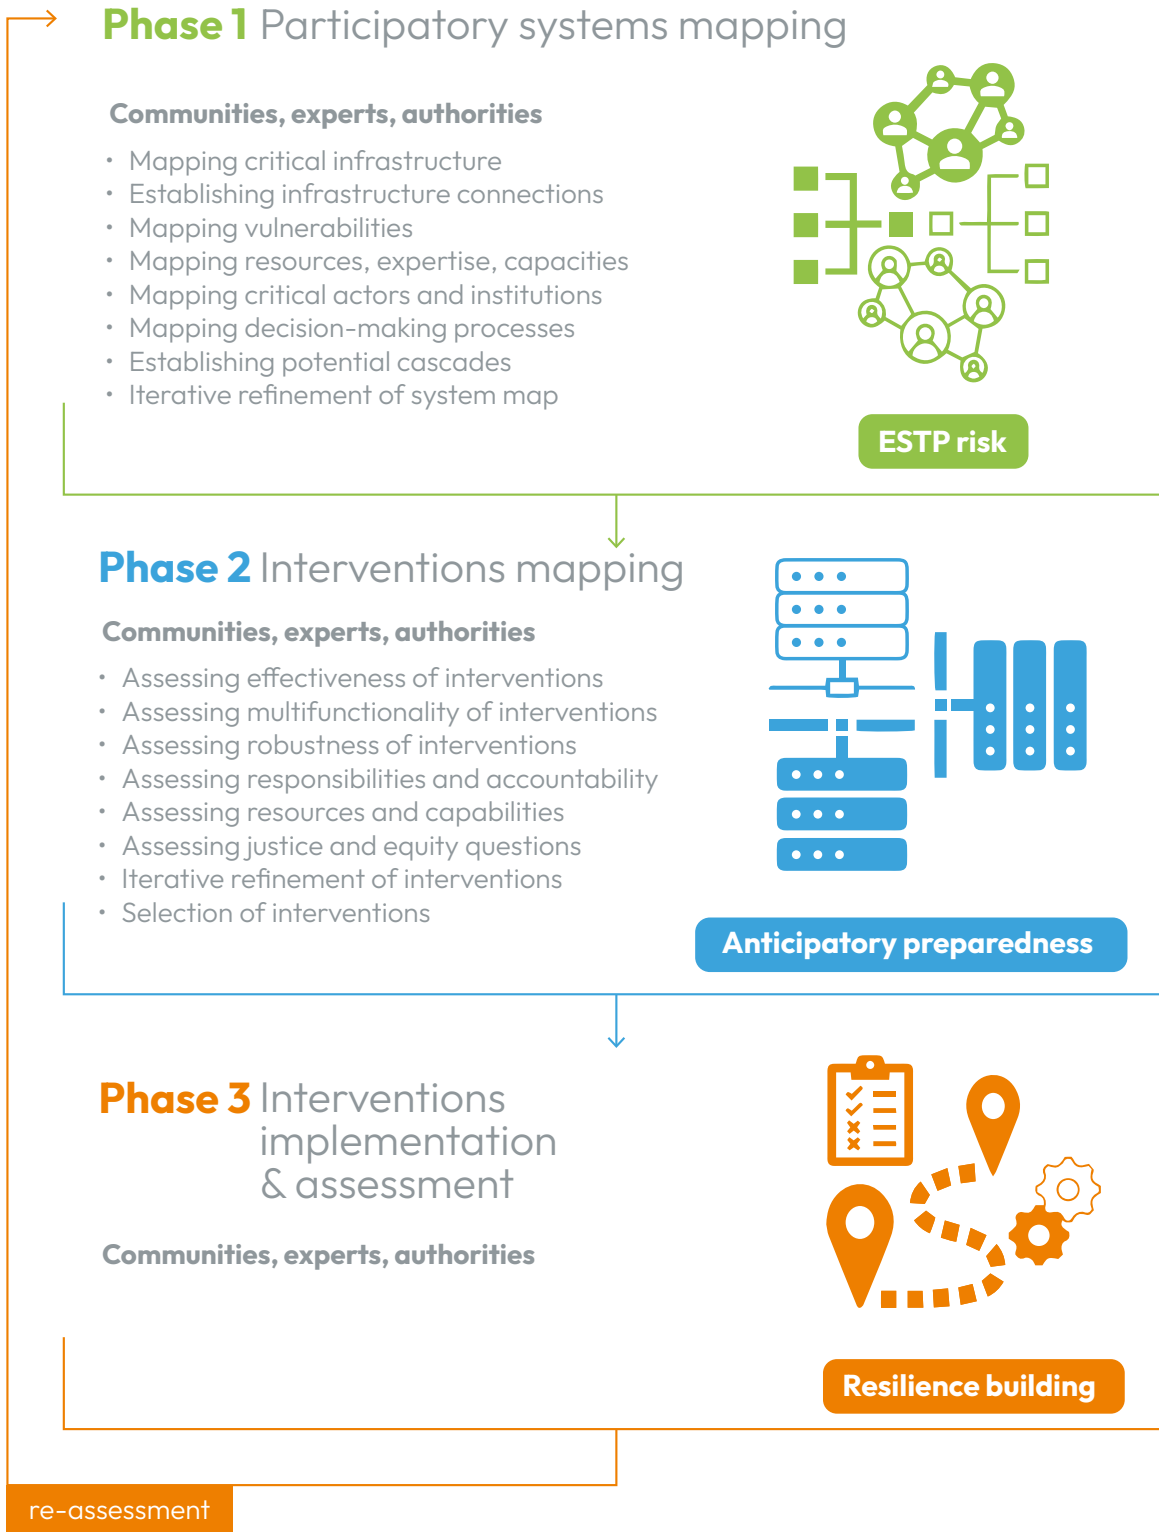 Phase 1 Participatory systems mapping
Communities, experts, authorities
• Mapping critical infrastructure
• Establishing infrastructure connections
• Mapping vulnerabilities
• Mapping resources, expertise, capacities
• Mapping critical actors and institutions
• Mapping decision-making processes
• Establishing potential cascades
• Iterative refinement of system map
ESTP risk
Phase 2 Interventions mapping
Communities, experts, authorities
• Assessing effectiveness of interventions
• Assessing multifunctionality of interventions
• Assessing robustness of interventions
• Assessing responsibilities and accountability
• Assessing resources and capabilities
• Assessing justice and equity questions
• Iterative refinement of interventions
• Selection of interventions
Anticipatory preparedness
Phase 3 Interventions
implementation
& assessment
Communities, experts, authorities
Resilience building
re-assessment